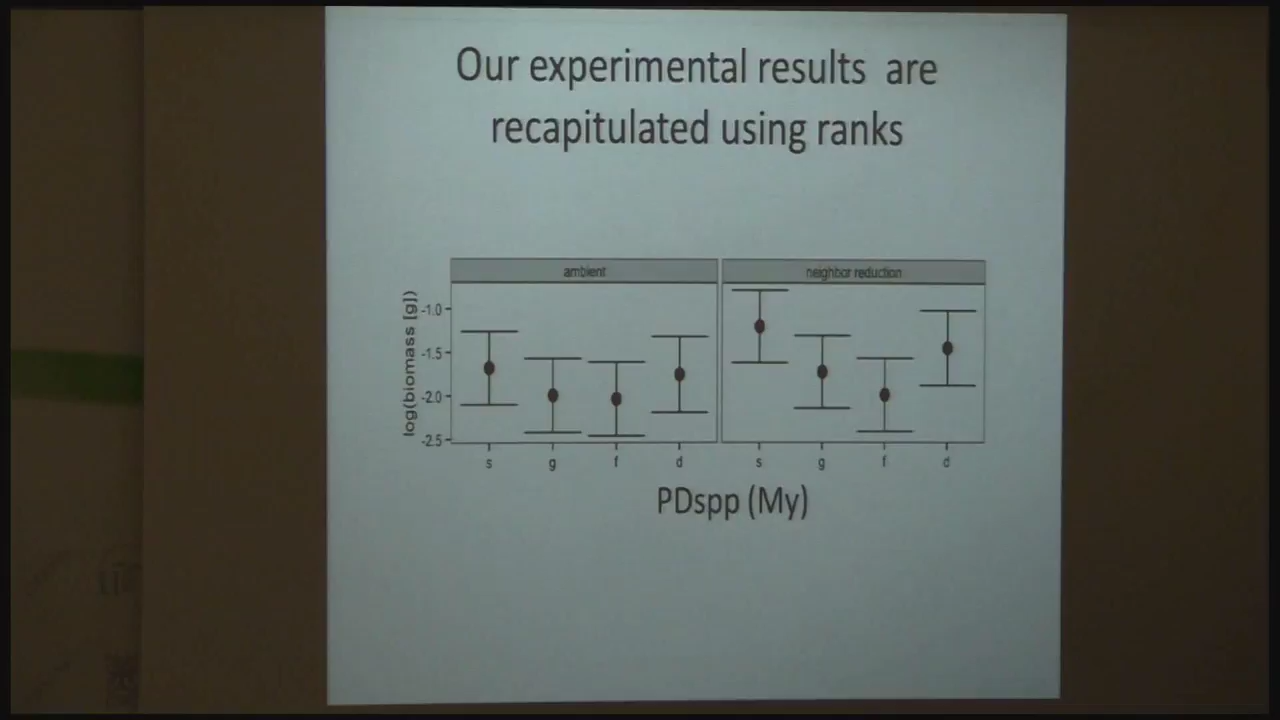 Our experimental results are
recapitulated using ranks
ambient
neighbor reduction
log(biomass [g])
-1.0
-1.5
-2.0
-2.5
s g f d
s g f d
PDspp (My)